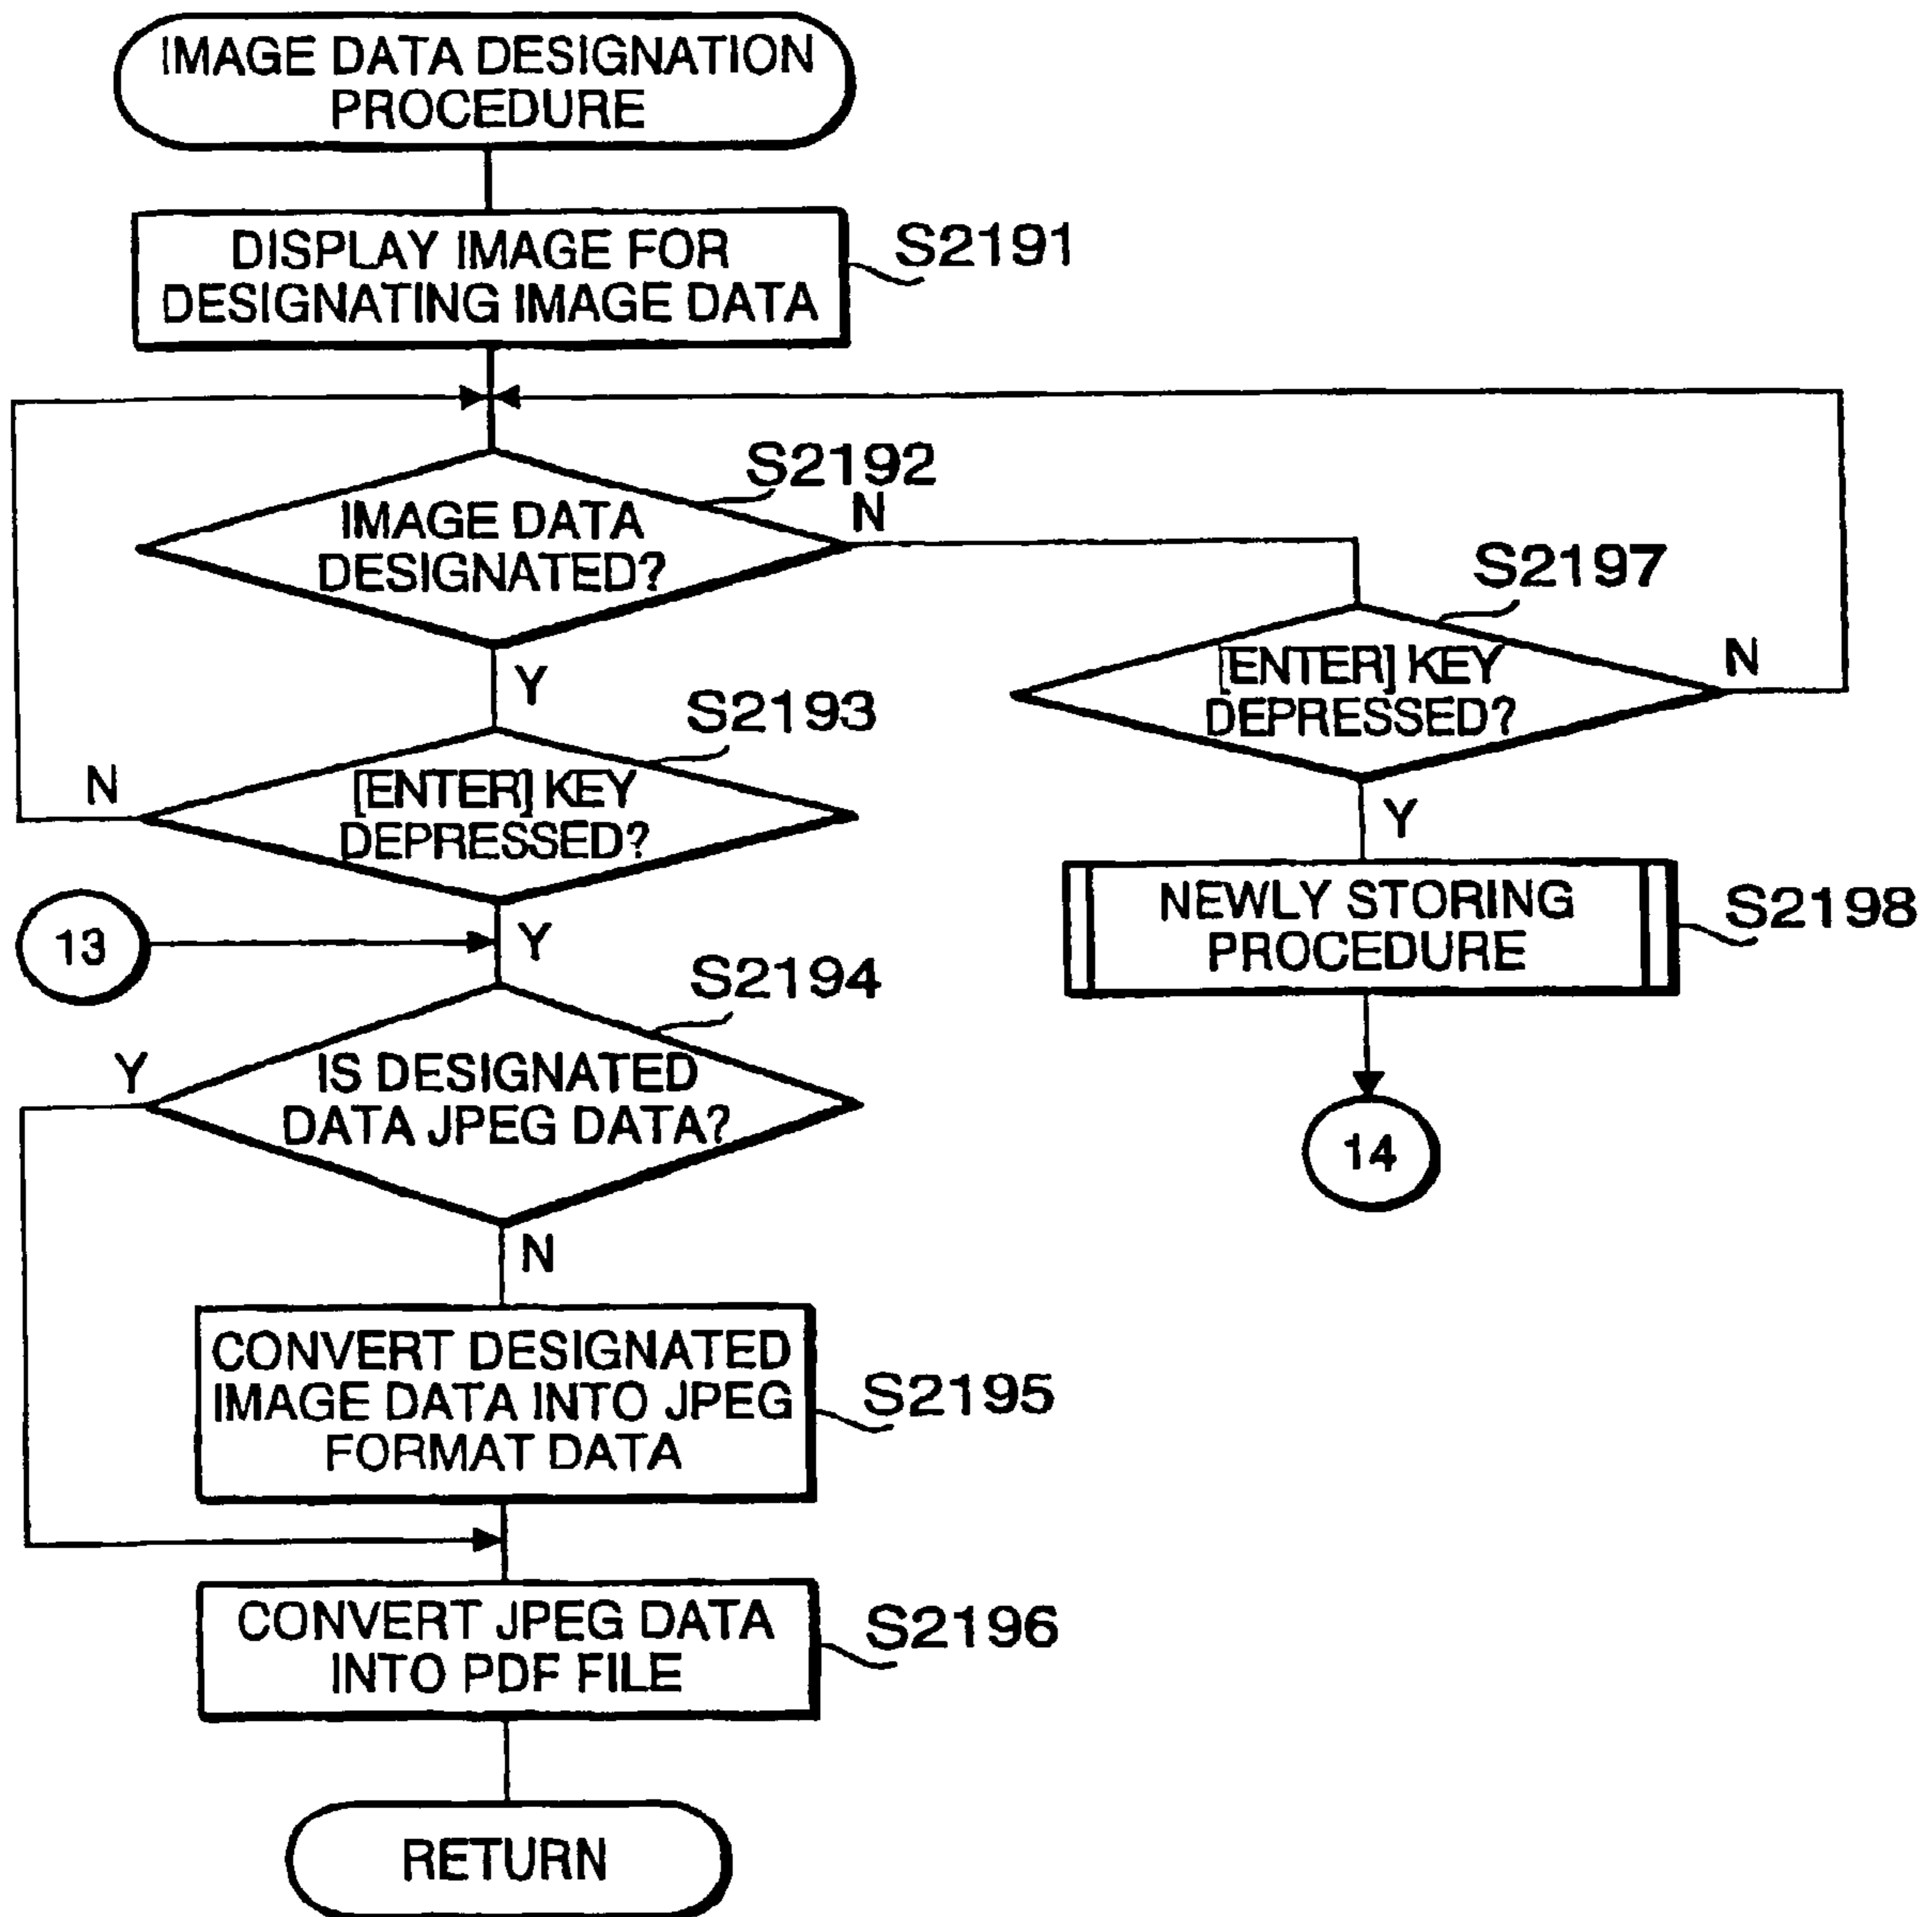 IMAGE DATA DESIGNATION
PROCEDURE
DISPLAY IMAGE FOR
DESIGNATING IMAGE DATA
S2191
S2192
IMAGE DATA
DESIGNATED?
N
Y
S2197
[ENTER] KEY
DEPRESSED?
N
Y
S2193
[ENTER] KEY
DEPRESSED?
N
Y
13
NEWLY STORING
PROCEDURE
S2198
14
S2194
IS DESIGNATED
DATA JPEG DATA?
Y
N
CONVERT DESIGNATED
IMAGE DATA INTO JPEG
FORMAT DATA
S2195
CONVERT JPEG DATA
INTO PDF FILE
S2196
RETURN